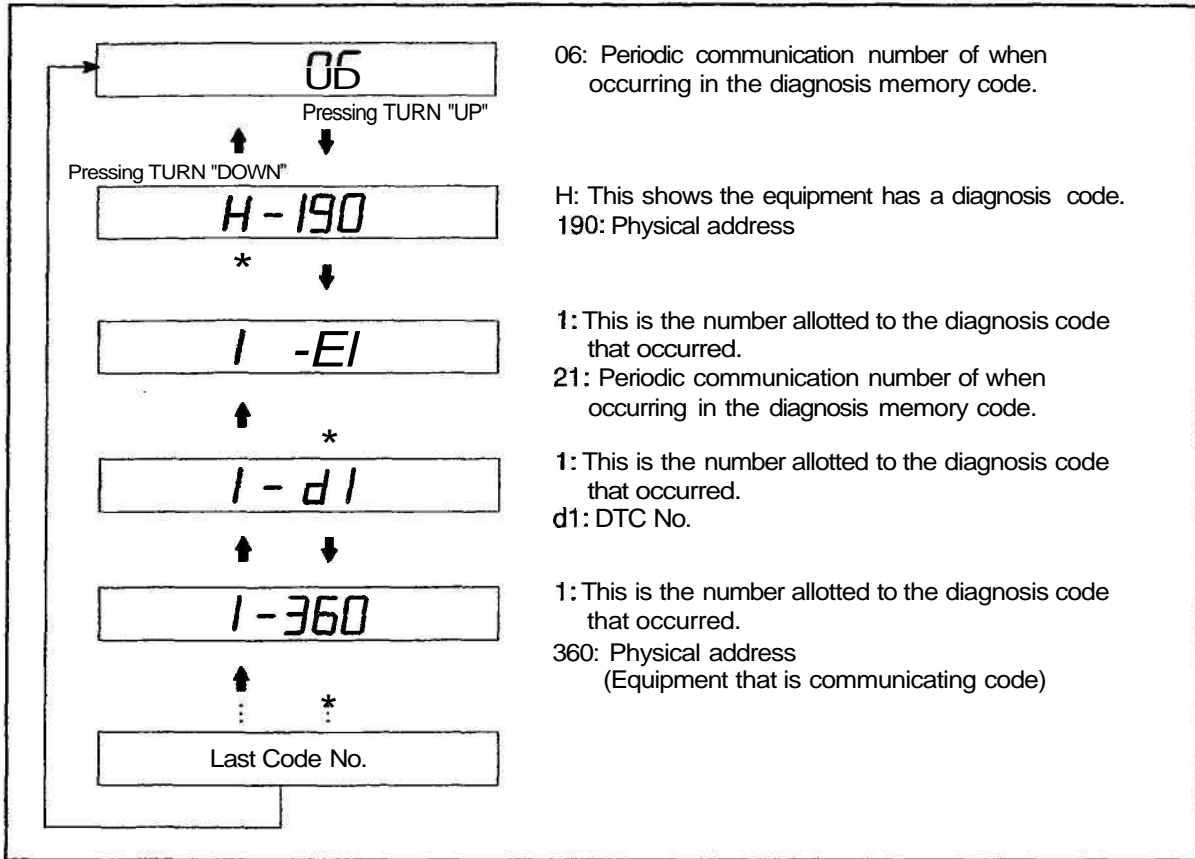 06
06: Periodic communication number of when
occurring in the diagnosis memory code.
Pressing TURN "UP"
Pressing TURN "DOWN"
H-190
H: This shows the equipment has a diagnosis code.
190: Physical address
*
1 -E1
1: This is the number allotted to the diagnosis code
that occurred.
21: Periodic communication number of when
occurring in the diagnosis memory code.
*
1-d1
1: This is the number allotted to the diagnosis code
that occurred.
d1: DTC No.
1-360
1: This is the number allotted to the diagnosis code
that occurred.
360: Physical address
(Equipment that is communicating code)
*
Last Code No.